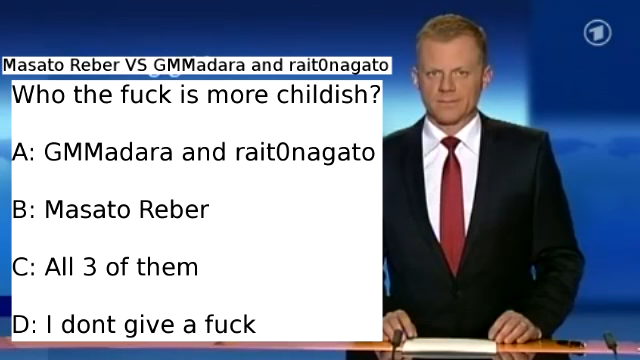 Masato Reber VS GMMadara and rait0nagato
Who the fuck is more childish?
A: GMMadara and rait0nagato
B: Masato Reber
C: All 3 of them
D: I dont give a fuck